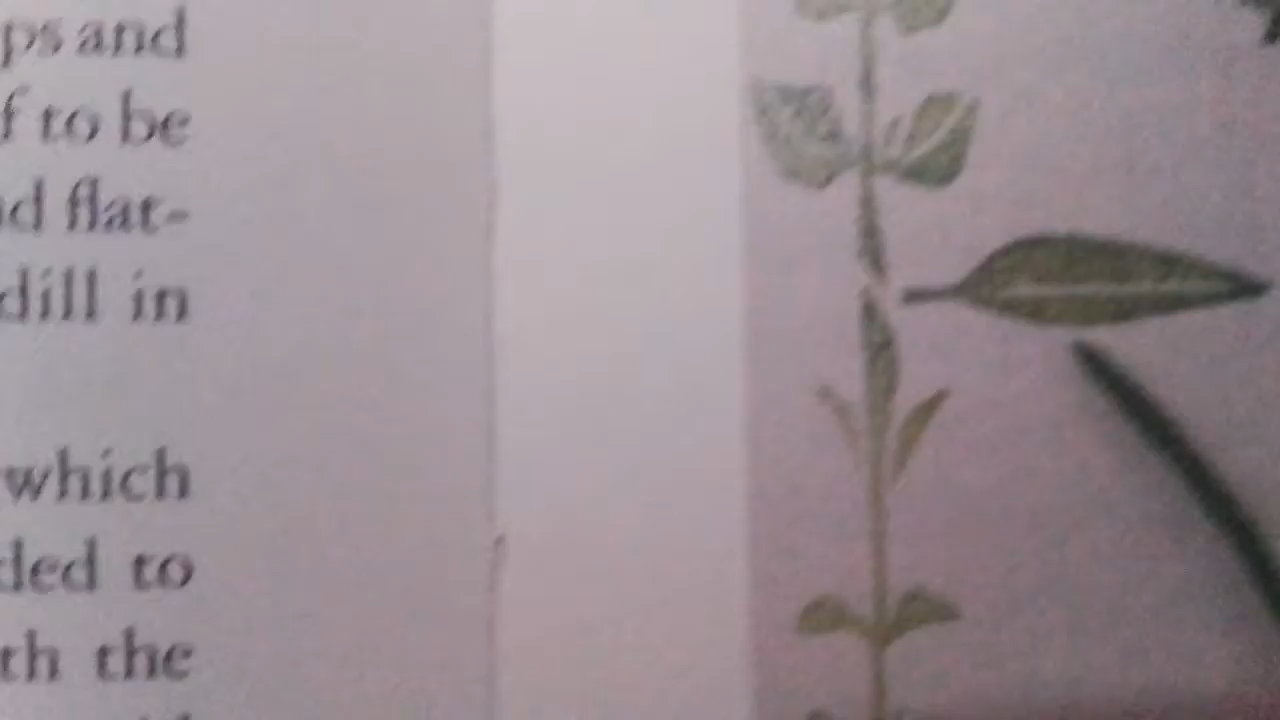 ps and
f to be
d flat-
dill in
which
ded to
th the